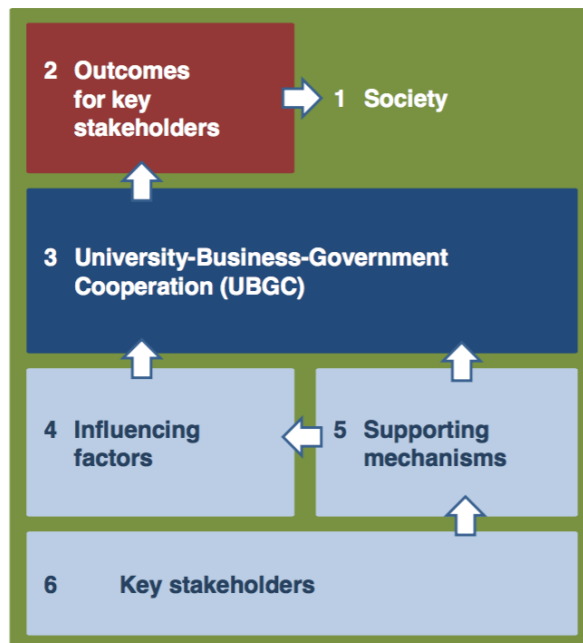 2 Outcomes
for key
stakeholders
1 Society
3 University-Business-Government
Cooperation (UBGC)
4 Influencing
factors
5 Supporting
mechanisms
6 Key stakeholders